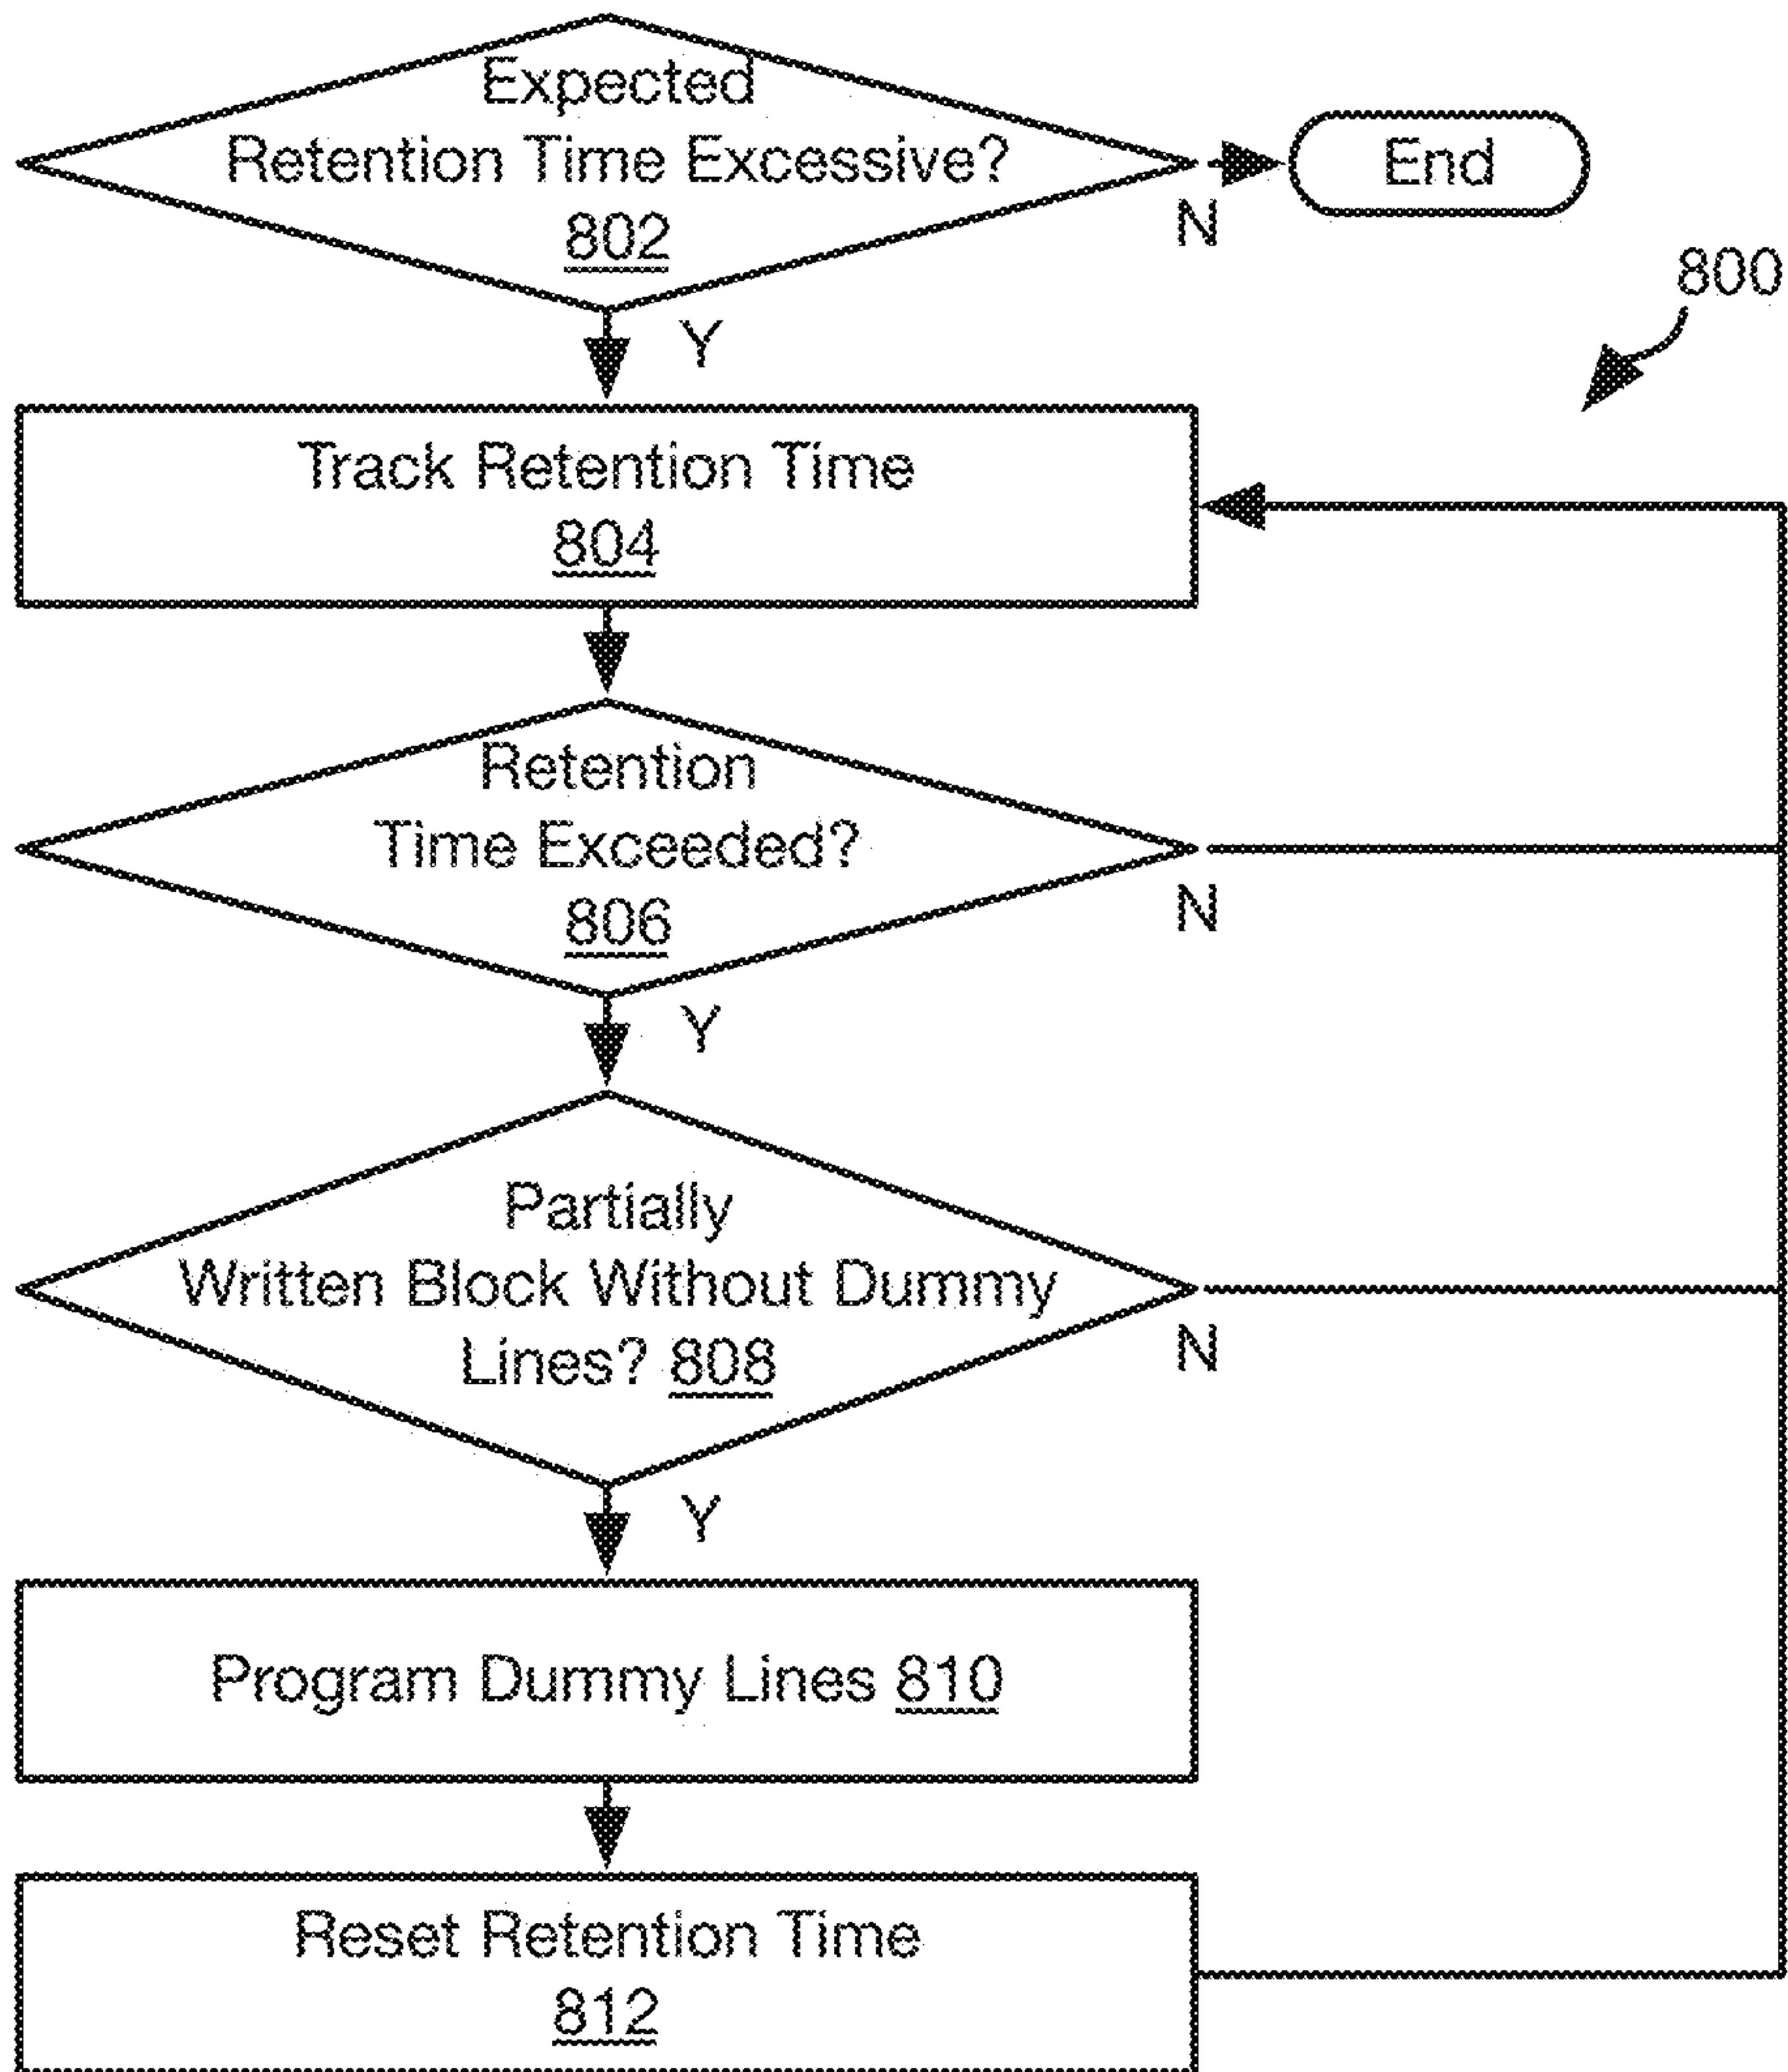 Expected
Retention Time Excessive?
802
End
N
800
Y
Track Retention Time
804
Retention
Time Exceeded?
806
N
Y
Partially
Written Block Without Dummy
Lines? 808
N
Y
Program Dummy Lines 810
Reset Retention Time
812